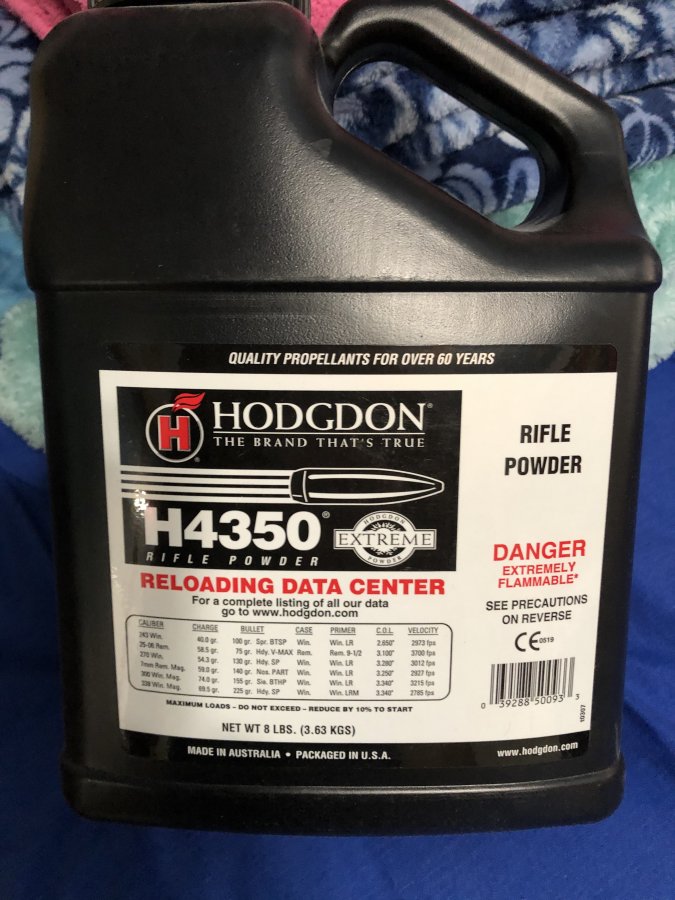 QUALITY PROPELLANTS FOR OVER 60 YEARS
H HODGDON®
THE BRAND THAT'S TRUE
RIFLE
POWDER
H4350®
RIFLE POWDER
HODGDON
EXTREME
POWDER
DANGER
EXTREMELY
FLAMMABLE*
RELOADING DATA CENTER
For a complete listing of all our data
go to www.hodgdon.com
SEE PRECAUTIONS
ON REVERSE
CE 0519
CALIBER CHARGE BULLET CASE PRIMER C.O.L. VELOCITY
243 Win. 40.0 gr. 100 gr. Spr. BTSP Win. Win. LR 2.650" 2973 fps
25-06 Rem. 58.5 gr. 75 gr. Hdy. V-MAX Rem. Rem. 9-1/2 3.100" 3700 fps
270 Win. 54.3 gr. 130 gr. Hdy. SP Win. Win. LR 3.280" 3012 fps
7mm Rem. Mag. 59.0 gr. 140 gr. Nos. PART Win. Win. LR 3.250" 2927 fps
300 Win. Mag. 74.0 gr. 155 gr. Sie. BTHP Win. Win. LR 3.340" 3215 fps
338 Win. Mag. 69.5 gr. 225 gr. Hdy. SP Win. Win. LRM 3.340" 2785 fps
MAXIMUM LOADS – DO NOT EXCEED – REDUCE BY 10% TO START
NET WT 8 LBS. (3.63 KGS)
0 39288 50093 3
10307
MADE IN AUSTRALIA • PACKAGED IN U.S.A.
www.hodgdon.com